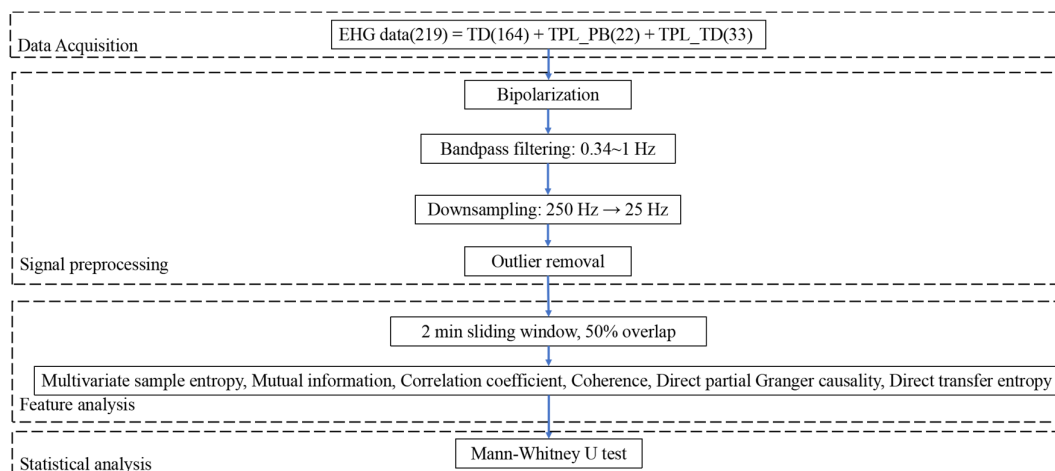 EHG data(219) = TD(164) + TPL_PB(22) + TPL_TD(33)
Data Acquisition
Bipolarization
Bandpass filtering: 0.34~1 Hz
Downsampling: 250 Hz → 25 Hz
Outlier removal
Signal preprocessing
2 min sliding window, 50% overlap
Multivariate sample entropy, Mutual information, Correlation coefficient, Coherence, Direct partial Granger causality, Direct transfer entropy
Feature analysis
Mann-Whitney U test
Statistical analysis